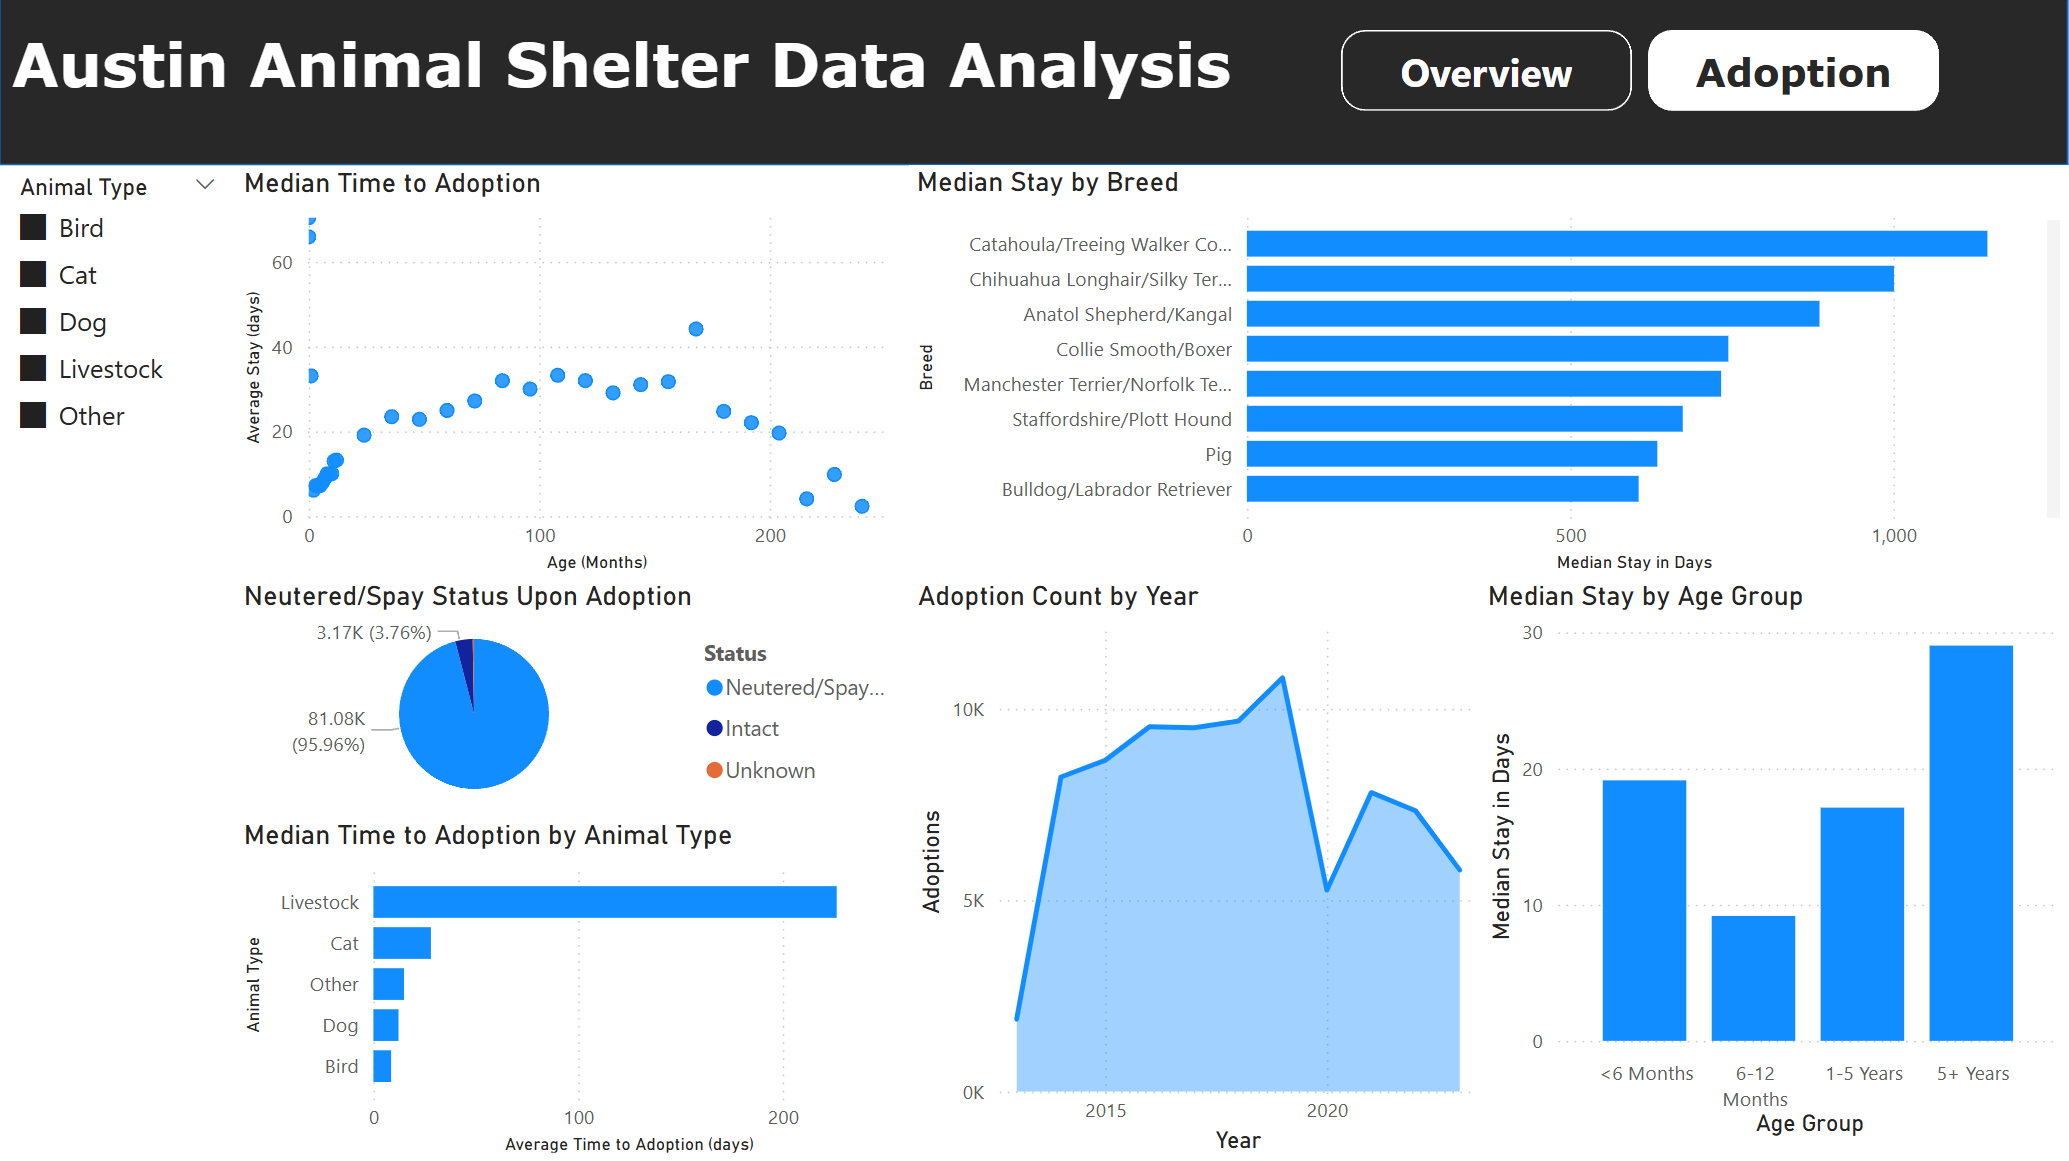 Austin Animal Shelter Data Analysis
Overview
Adoption
Animal Type
Bird
Cat
Dog
Livestock
Other
Median Time to Adoption
Average Stay (days)
60
40
20
0
0
100
200
Age (Months)
Median Stay by Breed
Breed
Catahoula/Treeing Walker Co...
Chihuahua Longhair/Silky Ter...
Anatol Shepherd/Kangal
Collie Smooth/Boxer
Manchester Terrier/Norfolk Te...
Staffordshire/Plott Hound
Pig
Bulldog/Labrador Retriever
0
500
1,000
Median Stay in Days
Neutered/Spay Status Upon Adoption
3.17K (3.76%)
81.08K
(95.96%)
Status
Neutered/Spay...
Intact
Unknown
Median Time to Adoption by Animal Type
Animal Type
Livestock
Cat
Other
Dog
Bird
0
100
200
Average Time to Adoption (days)
Adoption Count by Year
Adoptions
10K
5K
0K
2015
2020
Year
Median Stay by Age Group
Median Stay in Days
30
20
10
0
<6 Months
6-12
Months
1-5 Years
5+ Years
Age Group